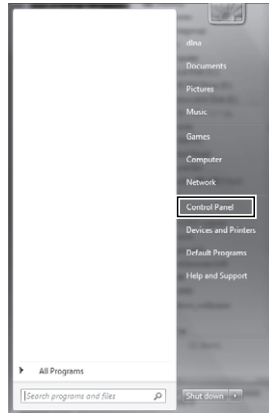 dlna
Documents
Pictures
Music
Games
Computer
Network
Control Panel
Devices and Printers
Default Programs
Help and Support
All Programs
Search programs and files
Shut down